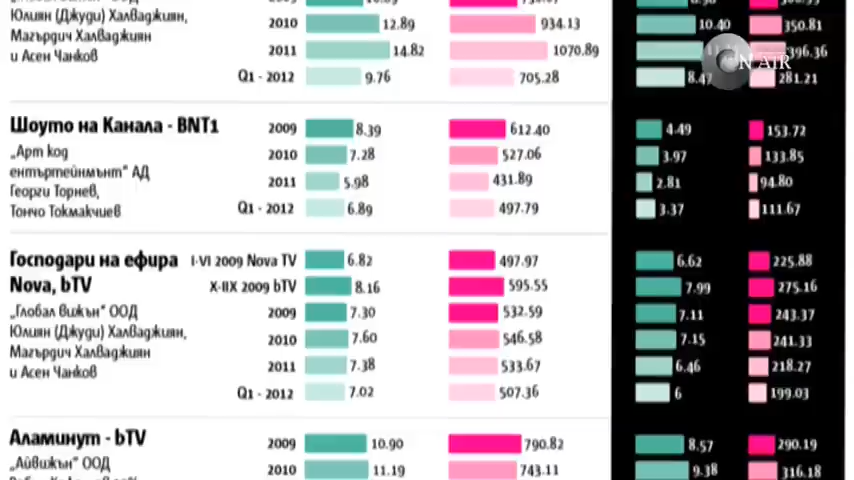 Юлиян (Джуди) Халваджиян, 2010 12.89 934.13 10.40 350.81
Магърдич Халваджиян 2011 14.82 1070.89 396.36
и Асен Чанков
Q1 - 2012 9.76 705.28 8.47 281.21
N AIR
Шоуто на Канала - BNT1 2009 8.39 612.40 4.49 153.72
„Арт код 2010 7.28 527.06 3.97 133.85
ентъртейнмънт“ АД
Георги Торнев, 2011 5.98 431.89 2.81 94.80
Тончо Токмакчиев Q1 - 2012 6.89 497.79 3.37 111.67
Господари на ефира I-VI 2009 Nova TV 6.82 497.97 6.62 225.88
Nova, bTV X-IIX 2009 bTV 8.16 595.55 7.99 275.16
„Глобал вижън“ ООД 2009 7.30 532.59 7.11 243.37
Юлиян (Джуди) Халваджиян, 2010 7.60 546.58 7.15 241.33
Магърдич Халваджиян 2011 7.38 533.67 6.46 218.27
и Асен Чанков
Q1 - 2012 7.02 507.36 6 199.03
Аламинут - bTV 2009 10.90 790.82 8.57 290.19
„Айвижън“ ООД 2010 11.19 743.11 9.38 316.18